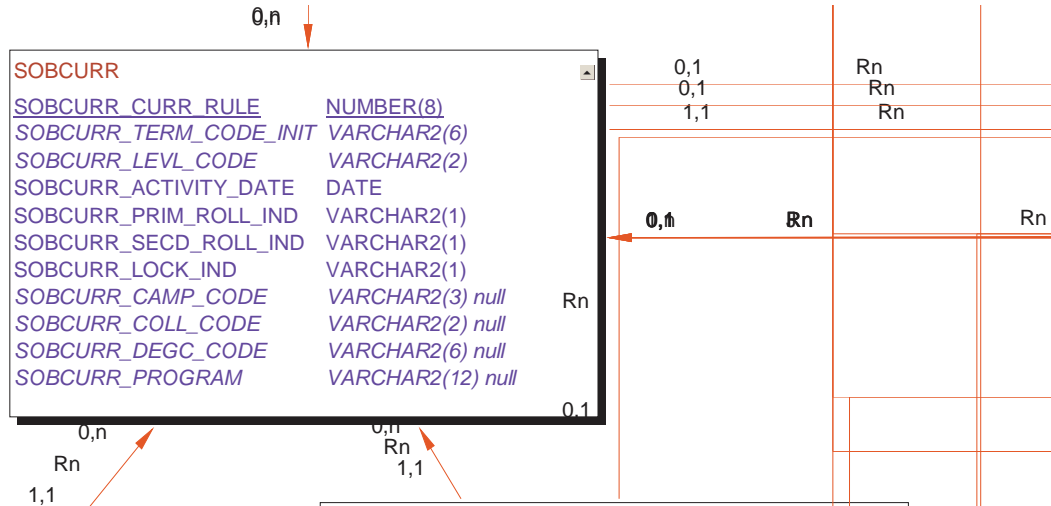 0,n
SOBCURR
SOBCURR_CURR_RULE NUMBER(8)
SOBCURR_TERM_CODE_INIT VARCHAR2(6)
SOBCURR_LEVL_CODE VARCHAR2(2)
SOBCURR_ACTIVITY_DATE DATE
SOBCURR_PRIM_ROLL_IND VARCHAR2(1)
SOBCURR_SECD_ROLL_IND VARCHAR2(1)
SOBCURR_LOCK_IND VARCHAR2(1)
SOBCURR_CAMP_CODE VARCHAR2(3) null
SOBCURR_COLL_CODE VARCHAR2(2) null
SOBCURR_DEGC_CODE VARCHAR2(6) null
SOBCURR_PROGRAM VARCHAR2(12) null
Rn
0,1
0,1 Rn
0,1 Rn
1,1 Rn
Rn
Rn
0,n
Rn
1,1
0,n
Rn
1,1